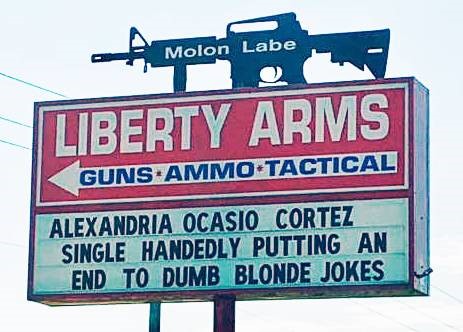 Molon Labe
LIBERTY ARMS
GUNS*AMMO*TACTICAL
ALEXANDRIA OCASIO CORTEZ
SINGLE HANDEDLY PUTTING AN
END TO DUMB BLONDE JOKES